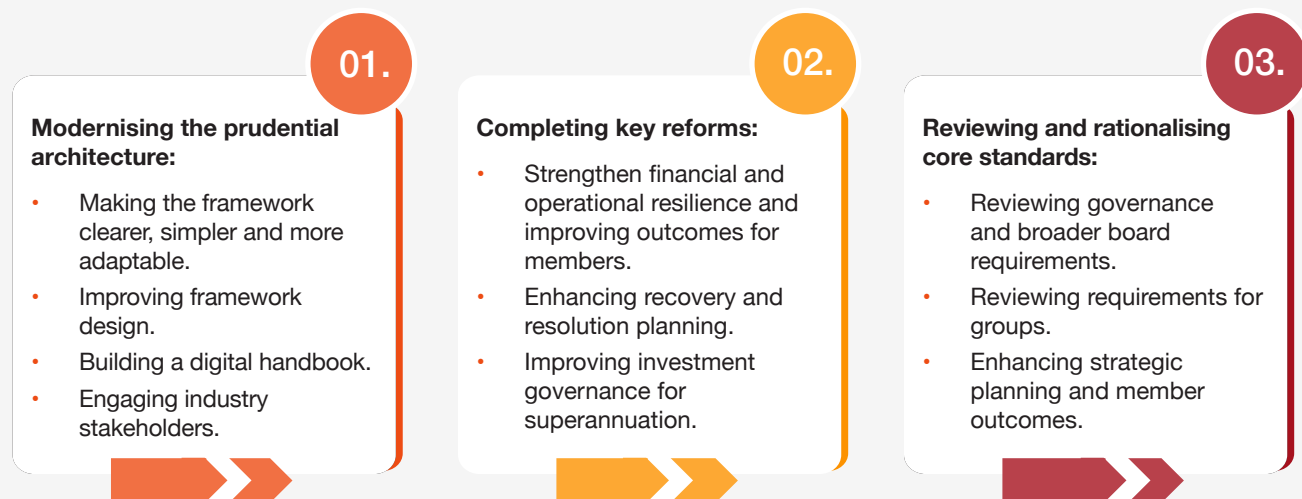 01.
Modernising the prudential
architecture:
• Making the framework
clearer, simpler and more
adaptable.
• Improving framework
design.
• Building a digital handbook.
• Engaging industry
stakeholders.
02.
Completing key reforms:
• Strengthen financial and
operational resilience and
improving outcomes for
members.
• Enhancing recovery and
resolution planning.
• Improving investment
governance for
superannuation.
03.
Reviewing and rationalising
core standards:
• Reviewing governance
and broader board
requirements.
• Reviewing requirements for
groups.
• Enhancing strategic
planning and member
outcomes.